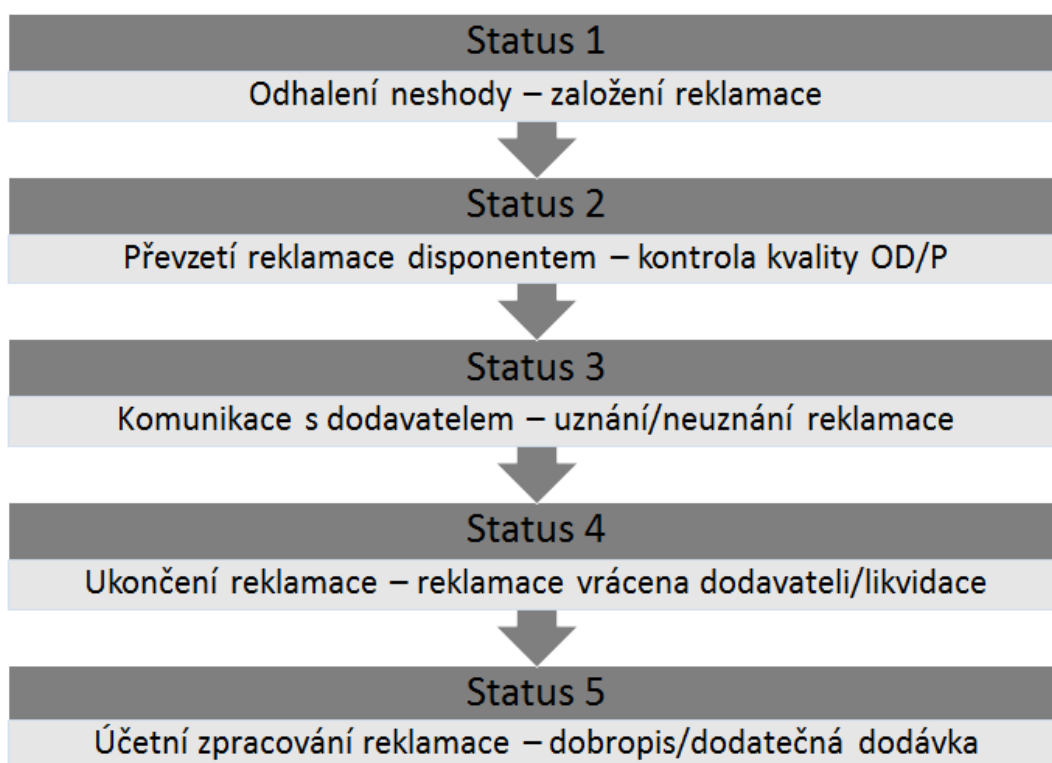 Status 1
Odhalení neshody – založení reklamace
Status 2
Převzetí reklamace disponentem – kontrola kvality OD/P
Status 3
Komunikace s dodavatelem – uznání/neuznání reklamace
Status 4
Ukončení reklamace – reklamace vrácena dodavateli/likvidace
Status 5
Účetní zpracování reklamace – dobropis/dodatečná dodávka